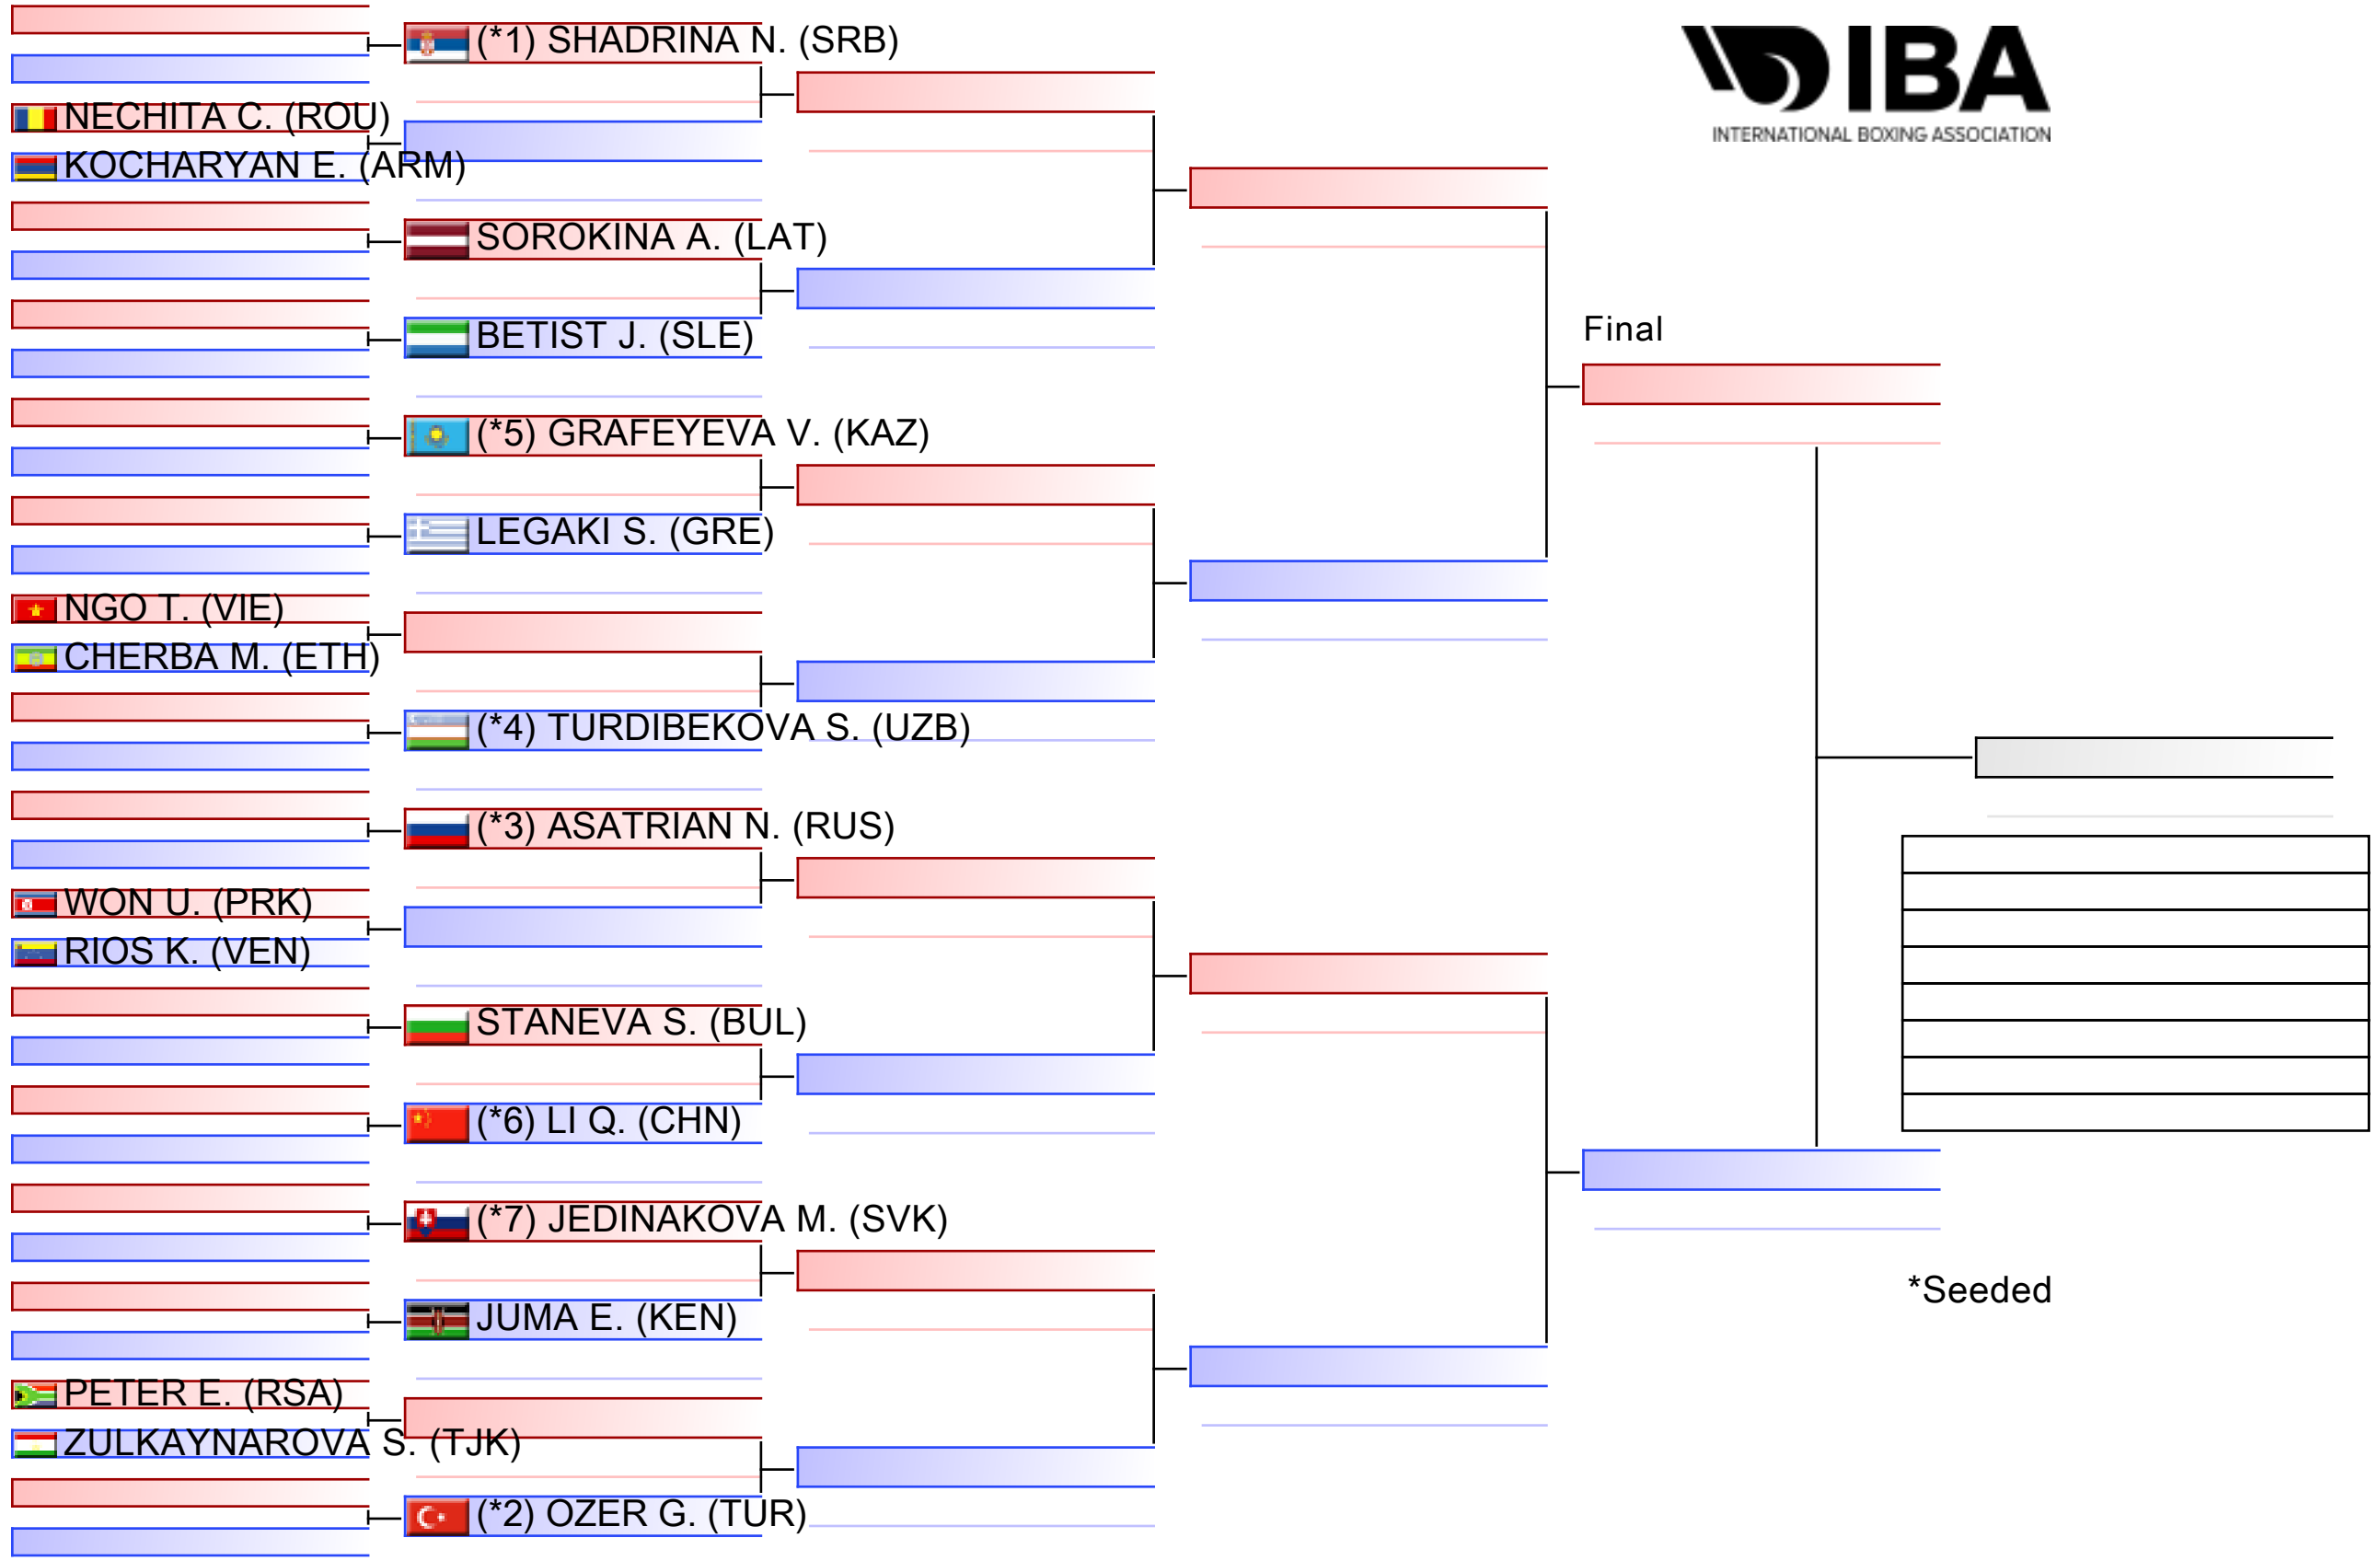 (*1) SHADRINA N. (SRB)
IBA
INTERNATIONAL BOXING ASSOCIATION
NECHITA C. (ROU)
KOCHARYAN E. (ARM)
SOROKINA A. (LAT)
Final
BETIST J. (SLE)
(*5) GRAFEYEVA V. (KAZ)
LEGAKI S. (GRE)
NGO T. (VIE)
CHERBA M. (ETH)
(*4) TURDIBEKOVA S. (UZB)
(*3) ASATRIAN N. (RUS)
WON U. (PRK)
RIOS K. (VEN)
STANEVA S. (BUL)
(*6) LI Q. (CHN)
(*7) JEDINAKOVA M. (SVK)
*Seeded
JUMA E. (KEN)
PETER E. (RSA)
ZULKAYNAROVA S. (TJK)
(*2) OZER G. (TUR)